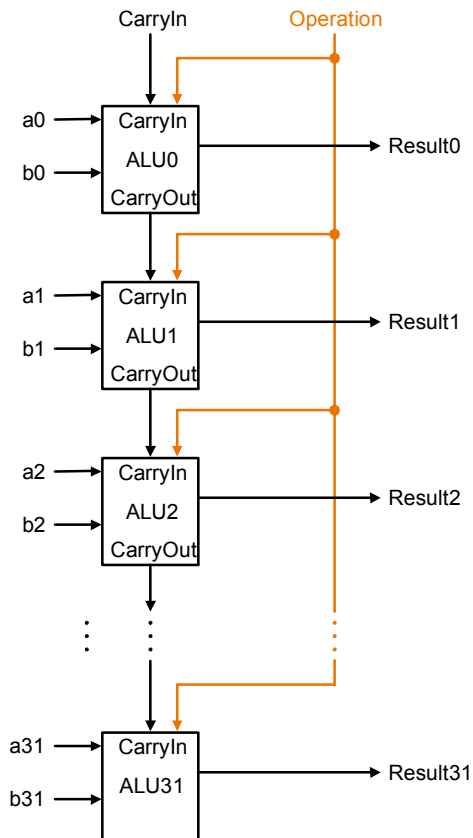 CarryIn Operation
a0 CarryIn
ALU0 Result0
b0
CarryOut
a1 CarryIn
ALU1 Result1
b1
CarryOut
a2 CarryIn
ALU2 Result2
b2
CarryOut
a31 CarryIn
ALU31 Result31
b31